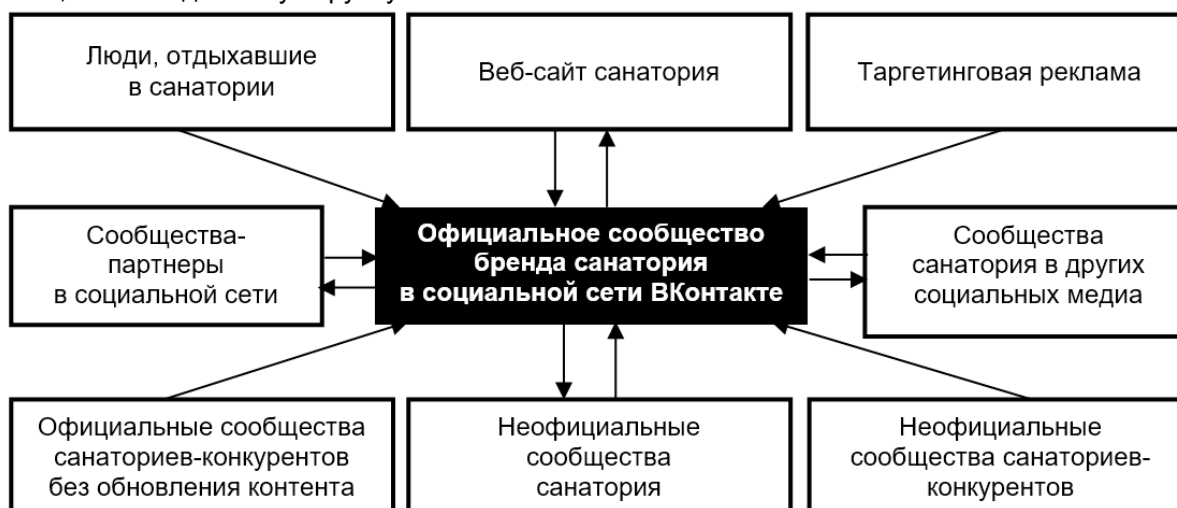 Люди, отдыхавшие
в санатории
Веб-сайт санатория
Таргетинговая реклама
Сообщества-
партнеры
в социальной сети
Официальное сообщество
бренда санатория
в социальной сети ВКонтакте
Сообщества
санатория в других
социальных медиа
Официальные сообщества
санаториев-конкурентов
без обновления контента
Неофициальные
сообщества
санатория
Неофициальные
сообщества санаториев-
конкурентов